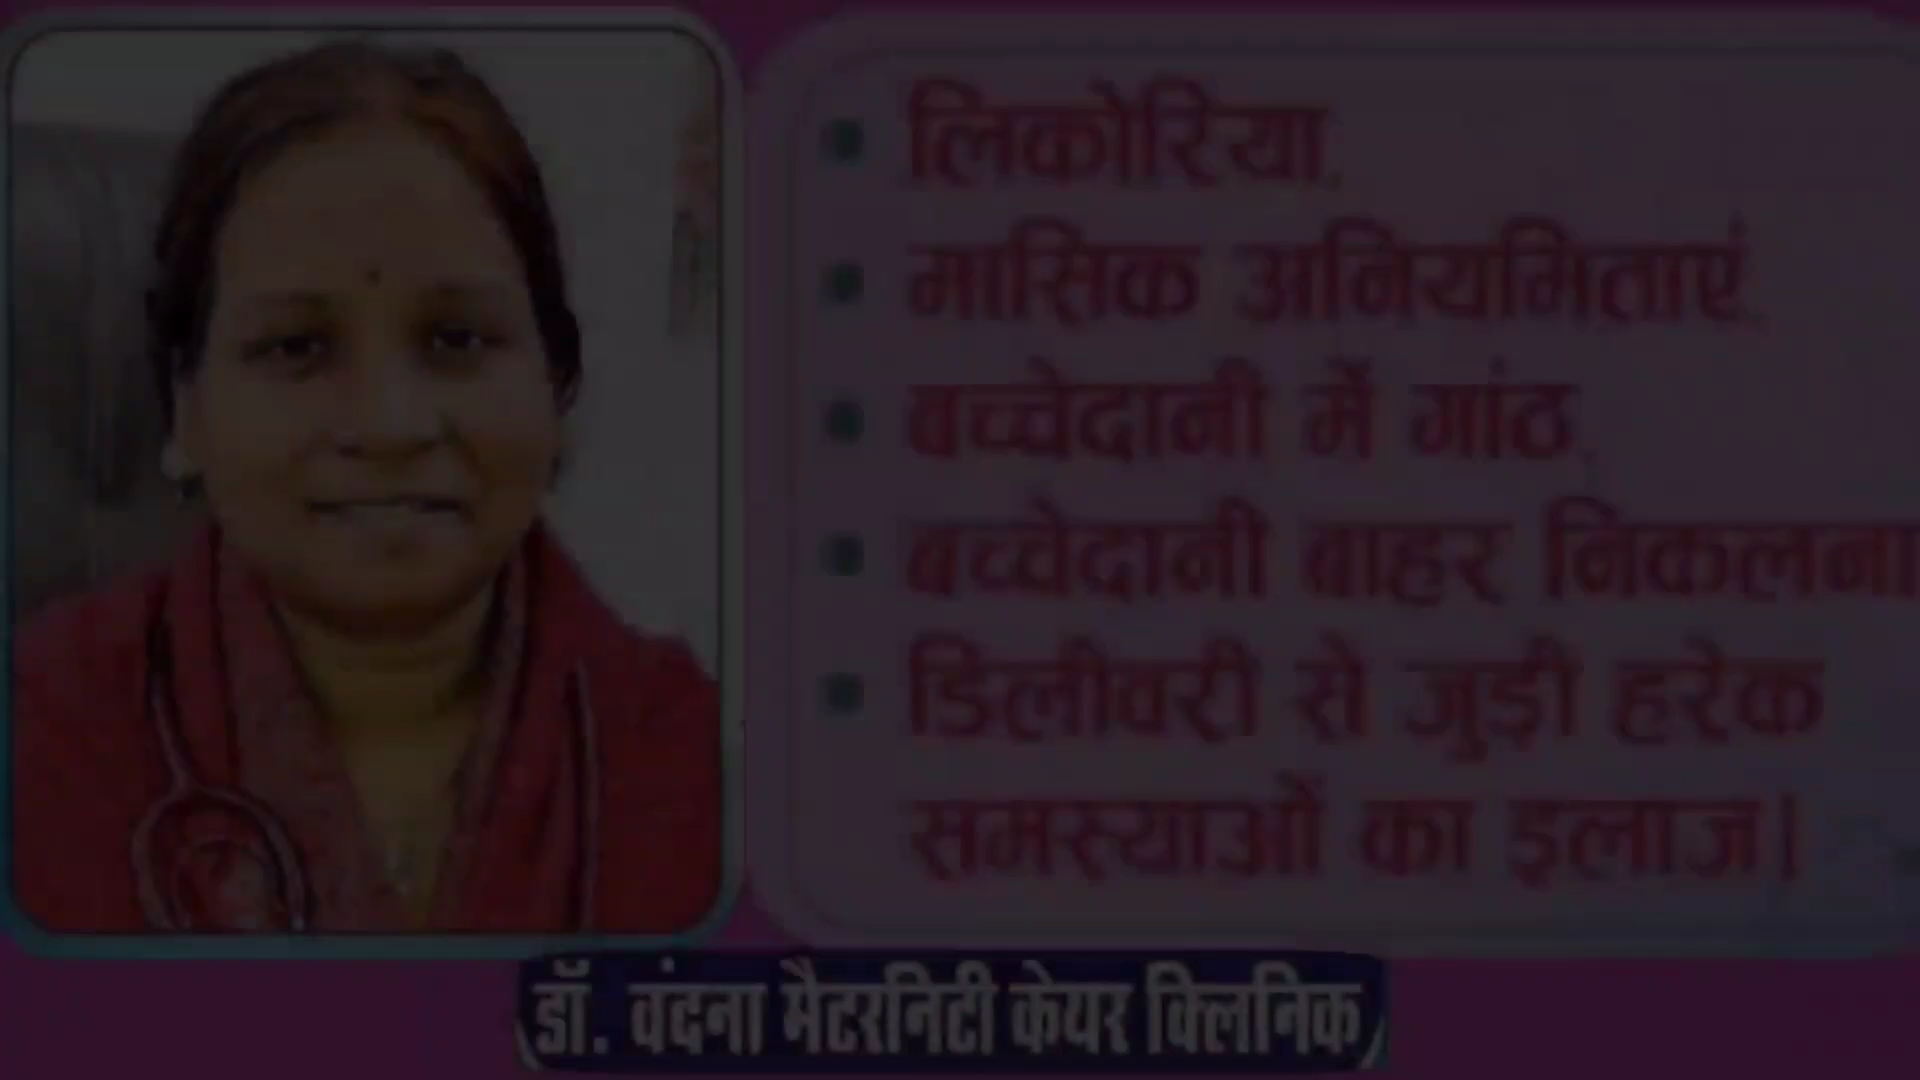 • लिकोरिया,
• मासिक अनियमिताएं,
• बच्चेदानी में गांठ,
• बच्चेदानी बाहर निकलना
• डिलीवरी से जुड़ी हरेक
समस्याओं का इलाज।
डॉ. वंदना मैटरनिटी केयर क्लिनिक